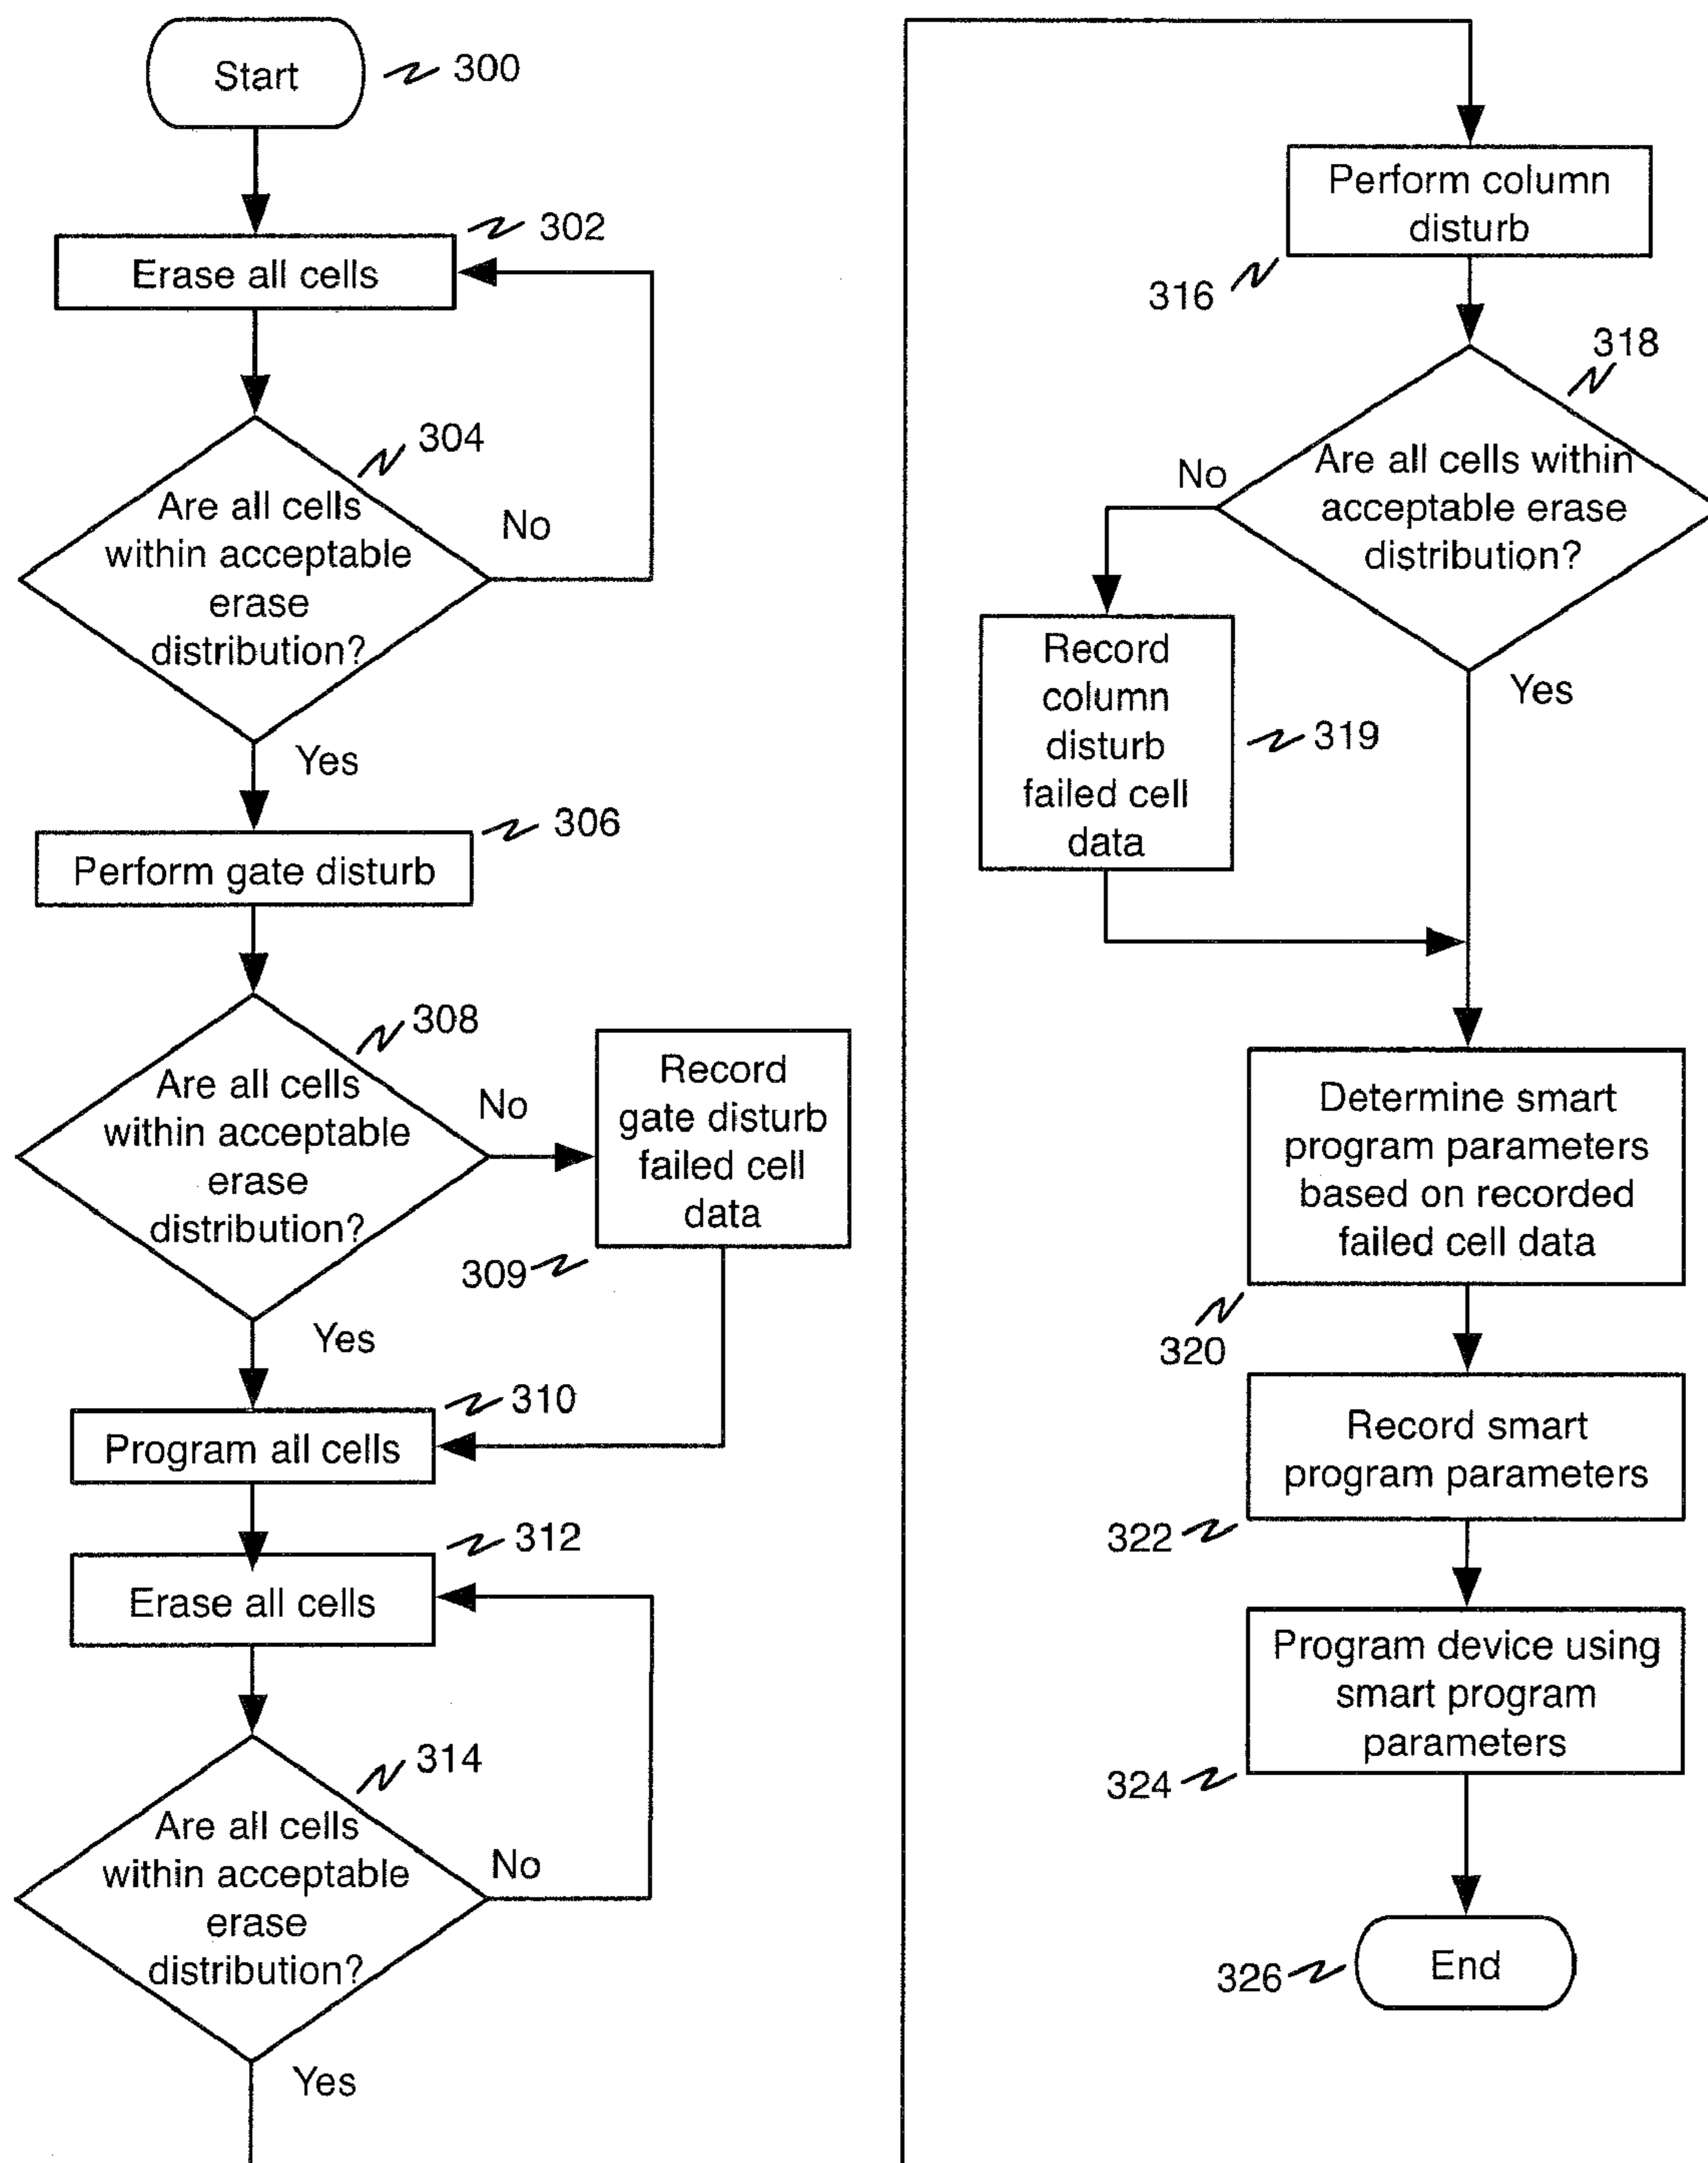 Start
300
302
Erase all cells
304
Are all cells
within acceptable
erase
distribution?
No
Yes
306
Perform gate disturb
308
Are all cells
within acceptable
erase
distribution?
No
Record
gate disturb
failed cell
data
309
Yes
310
Program all cells
312
Erase all cells
314
Are all cells
within acceptable
erase
distribution?
No
Yes
Perform column
disturb
316
318
Are all cells within
acceptable erase
distribution?
No
Yes
Record
column
disturb
failed cell
data
319
Determine smart
program parameters
based on recorded
failed cell data
320
Record smart
program parameters
322
Program device using
smart program
parameters
324
End
326